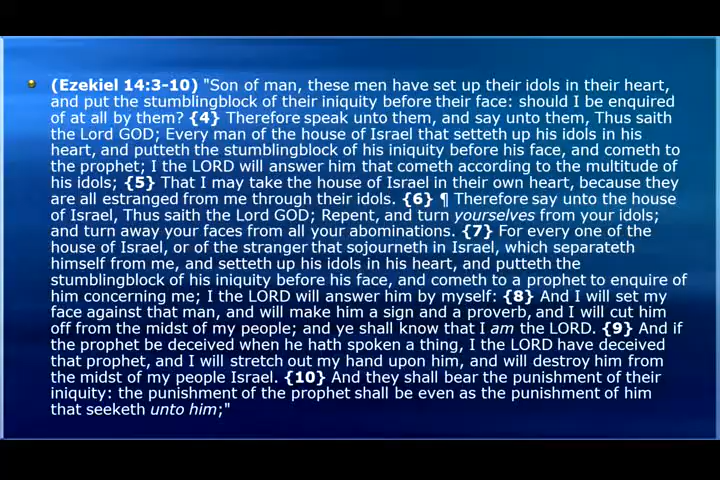 (Ezekiel 14:3-10) "Son of man, these men have set up their idols in their heart,
and put the stumblingblock of their iniquity before their face: should I be enquired
of at all by them? {4} Therefore speak unto them, and say unto them, Thus saith
the Lord GOD; Every man of the house of Israel that setteth up his idols in his
heart, and putteth the stumblingblock of his iniquity before his face, and cometh to
the prophet; I the LORD will answer him that cometh according to the multitude of
his idols; {5} That I may take the house of Israel in their own heart, because they
are all estranged from me through their idols. {6} ¶ Therefore say unto the house
of Israel, Thus saith the Lord GOD; Repent, and turn yourselves from your idols;
and turn away your faces from all your abominations. {7} For every one of the
house of Israel, or of the stranger that sojourneth in Israel, which separateth
himself from me, and setteth up his idols in his heart, and putteth the
stumblingblock of his iniquity before his face, and cometh to a prophet to enquire of
him concerning me; I the LORD will answer him by myself: {8} And I will set my
face against that man, and will make him a sign and a proverb, and I will cut him
off from the midst of my people; and ye shall know that I am the LORD. {9} And if
the prophet be deceived when he hath spoken a thing, I the LORD have deceived
that prophet, and I will stretch out my hand upon him, and will destroy him from
the midst of my people Israel. {10} And they shall bear the punishment of their
iniquity: the punishment of the prophet shall be even as the punishment of him
that seeketh unto him;"